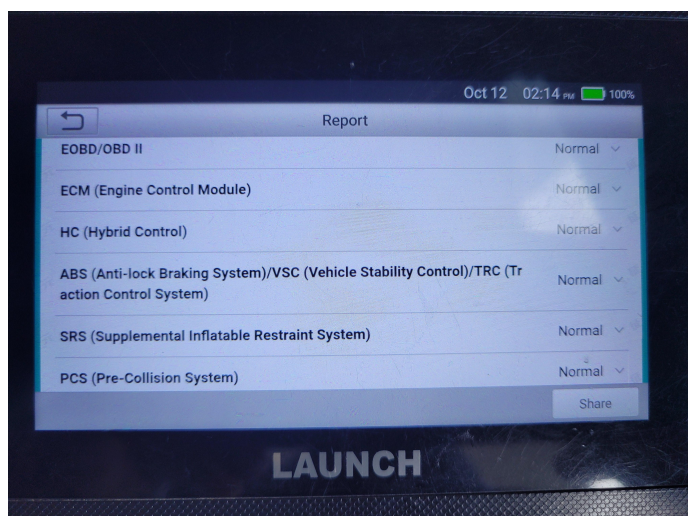 Oct 12 02:14 PM 100%
Report
EOBD/OBD II Normal
ECM (Engine Control Module) Normal
HC (Hybrid Control) Normal
ABS (Anti-lock Braking System)/VSC (Vehicle Stability Control)/TRC (Tr
action Control System) Normal
SRS (Supplemental Inflatable Restraint System) Normal
PCS (Pre-Collision System) Normal
Share
LAUNCH